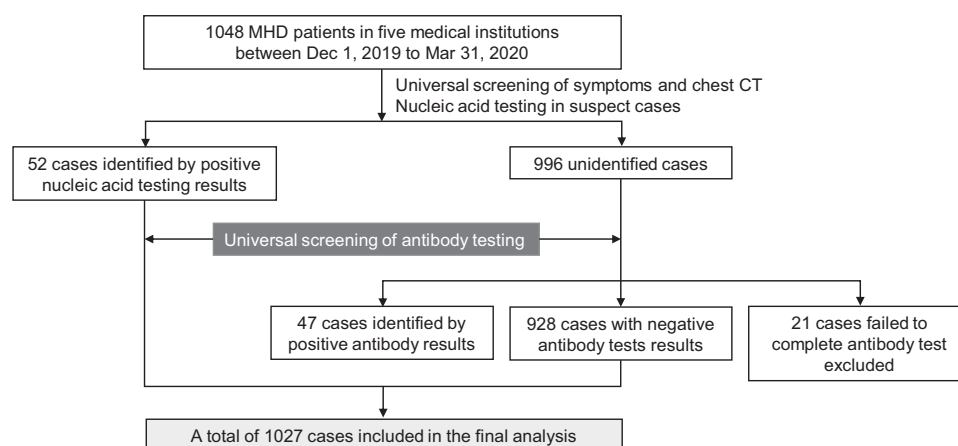 1048 MHD patients in five medical institutions
between Dec 1, 2019 to Mar 31, 2020
Universal screening of symptoms and chest CT
Nucleic acid testing in suspect cases
52 cases identified by positive
nucleic acid testing results
996 unidentified cases
Universal screening of antibody testing
47 cases identified by
positive antibody results
928 cases with negative
antibody tests results
21 cases failed to
complete antibody test
excluded
A total of 1027 cases included in the final analysis